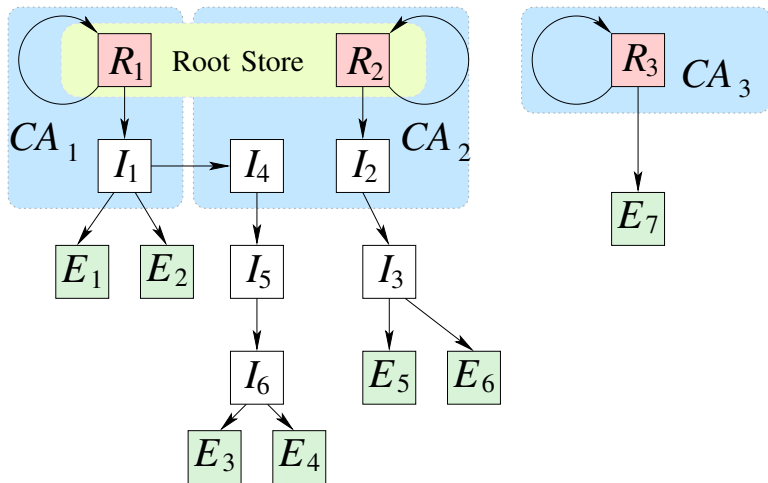 R1 Root Store R2 R3
CA 1 CA 2 CA 3
I1 I4 I2
E7
E1 E2 I5 I3
I6 E5 E6
E3 E4